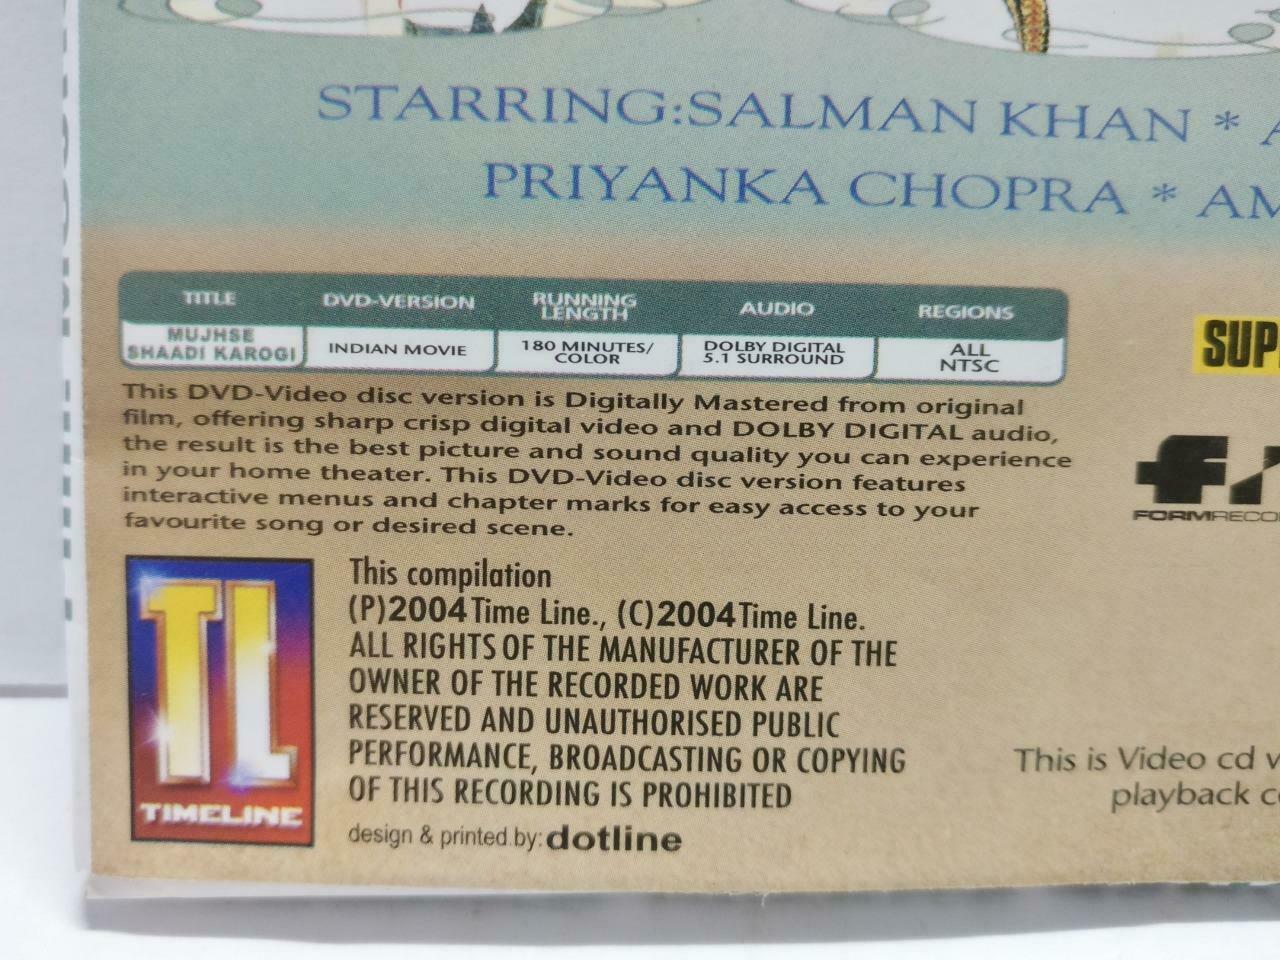 STARRING:SALMAN KHAN * A
PRIYANKA CHOPRA * AM
TITLE DVD-VERSION RUNNING LENGTH AUDIO REGIONS
MUJHSE SHAADI KAROGI INDIAN MOVIE 180 MINUTES/ COLOR DOLBY DIGITAL 5.1 SURROUND ALL NTSC
SUP
This DVD-Video disc version is Digitally Mastered from original
film, offering sharp crisp digital video and DOLBY DIGITAL audio,
the result is the best picture and sound quality you can experience
in your home theater. This DVD-Video disc version features
interactive menus and chapter marks for easy access to your
favourite song or desired scene.
FORMRECO
TL
TIMELINE
This compilation
(P)2004 Time Line., (C)2004 Time Line.
ALL RIGHTS OF THE MANUFACTURER OF THE
OWNER OF THE RECORDED WORK ARE
RESERVED AND UNAUTHORISED PUBLIC
PERFORMANCE, BROADCASTING OR COPYING
OF THIS RECORDING IS PROHIBITED
design & printed by: dotline
This is Video cd
playback